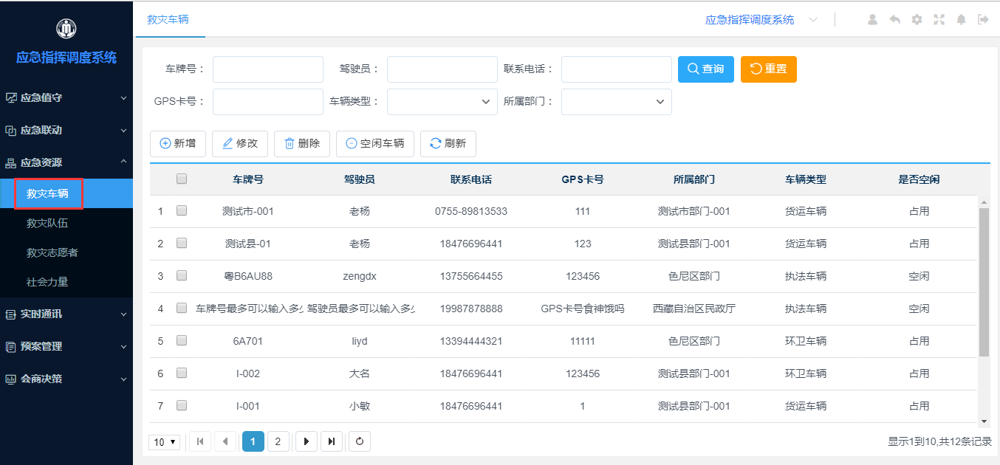 应急指挥调度系统
应急值守
应急联动
应急资源
救灾车辆
救灾队伍
救灾志愿者
社会力量
实时通讯
预案管理
会商决策
救灾车辆 应急指挥调度系统
车牌号： 驾驶员： 联系电话： 查询 重置
GPS卡号： 车辆类型： 所属部门：
新增 修改 删除 空闲车辆 刷新
车牌号 驾驶员 联系电话 GPS卡号 所属部门 车辆类型 是否空闲
1 测试市-001 老杨 0755-89813533 111 测试市部门-001 货运车辆 占用
2 测试县-01 老杨 18476696441 123 测试县部门-001 货运车辆 占用
3 粤B6AU88 zengdx 13755664455 123456 色尼区部门 执法车辆 空闲
4 车牌号最多可以输入多 驾驶员最多可以输入多 19987878888 GPS卡号食神饿吗 西藏自治区民政厅 执法车辆 空闲
5 6A701 liyd 13394444321 11111 色尼区部门 环卫车辆 占用
6 I-002 大名 18476696441 123456 测试县部门-001 环卫车辆 占用
7 I-001 小敏 18476696441 1 测试县部门-001 货运车辆 占用
10 1 2 显示1到10,共12条记录